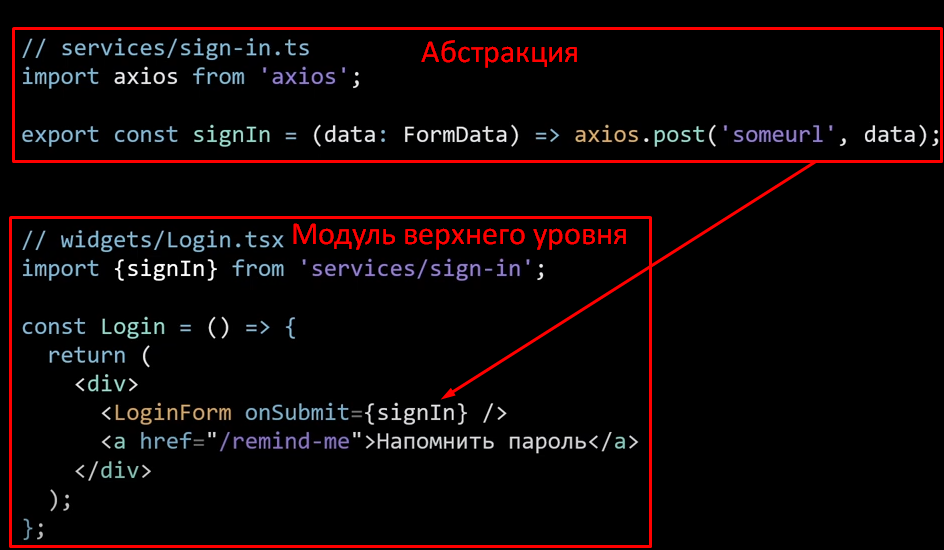 Абстракция
// services/sign-in.ts
import axios from 'axios';
export const signIn = (data: FormData) => axios.post('someurl', data);
// widgets/Login.tsx
Модуль верхнего уровня
import {signIn} from 'services/sign-in';
const Login = () => {
return (
<div>
<LoginForm onSubmit={signIn} />
<a href="/remind-me">Напомнить пароль</a>
</div>
);
};